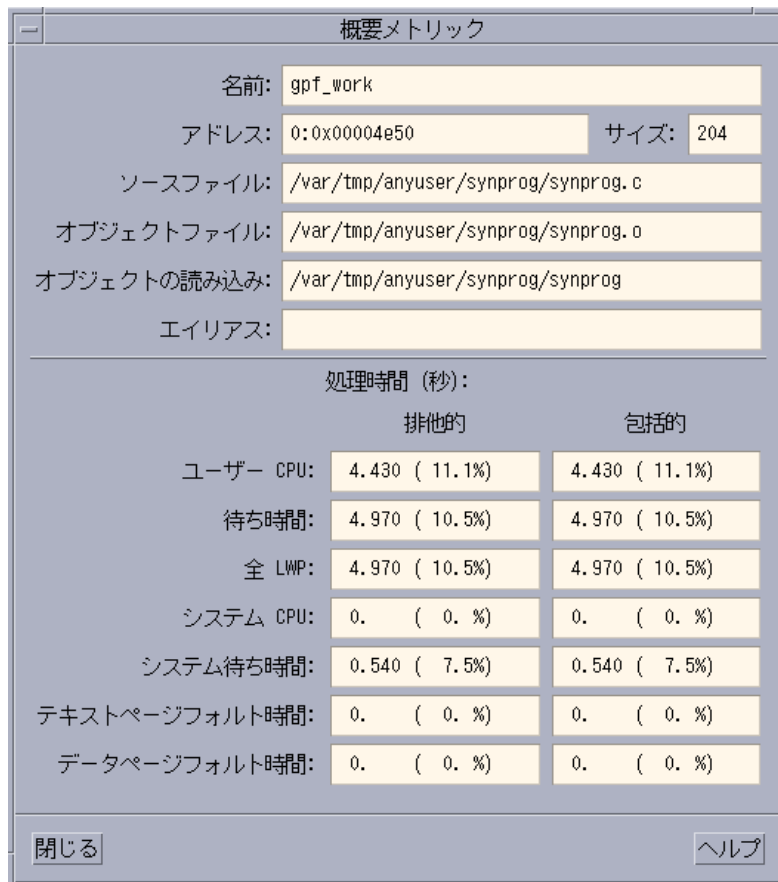 概要メトリック
名前: gpf_work
アドレス: 0:0x00004e50 サイズ: 204
ソースファイル: /var/tmp/anyuser/synprog/synprog.c
オブジェクトファイル: /var/tmp/anyuser/synprog/synprog.o
オブジェクトの読み込み: /var/tmp/anyuser/synprog/synprog
エイリアス:
処理時間 (秒):
排他的 包括的
ユーザー CPU: 4.430 ( 11.1%) 4.430 ( 11.1%)
待ち時間: 4.970 ( 10.5%) 4.970 ( 10.5%)
全 LWP: 4.970 ( 10.5%) 4.970 ( 10.5%)
システム CPU: 0. ( 0. %) 0. ( 0. %)
システム待ち時間: 0.540 ( 7.5%) 0.540 ( 7.5%)
テキストページフォルト時間: 0. ( 0. %) 0. ( 0. %)
データページフォルト時間: 0. ( 0. %) 0. ( 0. %)
閉じる ヘルプ